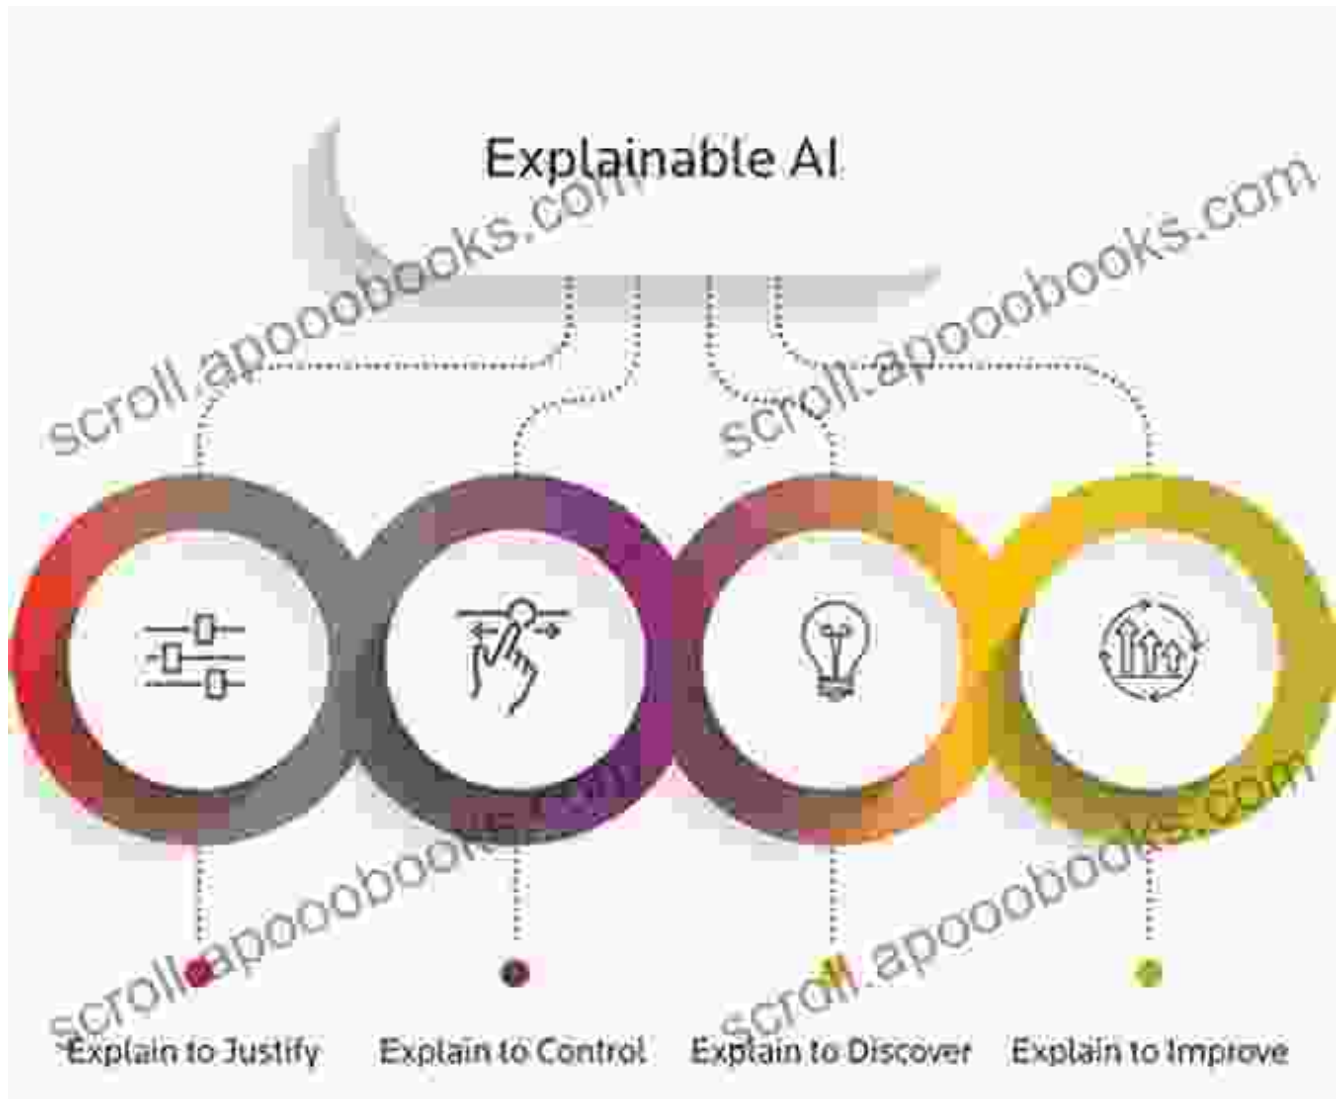 Explainable AI
scroll.apooobooks.com
scroll.apooobooks.com
scroll.apooobooks.com
scroll.apooobooks.com
Explain to Justify
Explain to Control
Explain to Discover
Explain to Improve